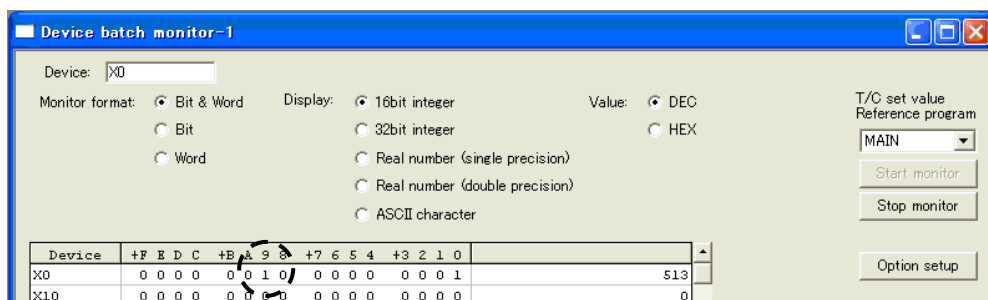 Device batch monitor-1
Device: X0
Monitor format: Bit & Word Display: 16bit integer Value: DEC T/C set value
Reference program
Bit 32bit integer HEX
MAIN
Word Real number (single precision)
Start monitor
Real number (double precision)
Stop monitor
ASCII character
Device +F E D C +B A 9 8 +7 6 5 4 +3 2 1 0
Option setup
X0 0 0 0 0 0 0 1 0 0 0 0 0 0 0 0 1 513
X10 0 0 0 0 0 0 0 0 0 0 0 0 0 0 0 0 0